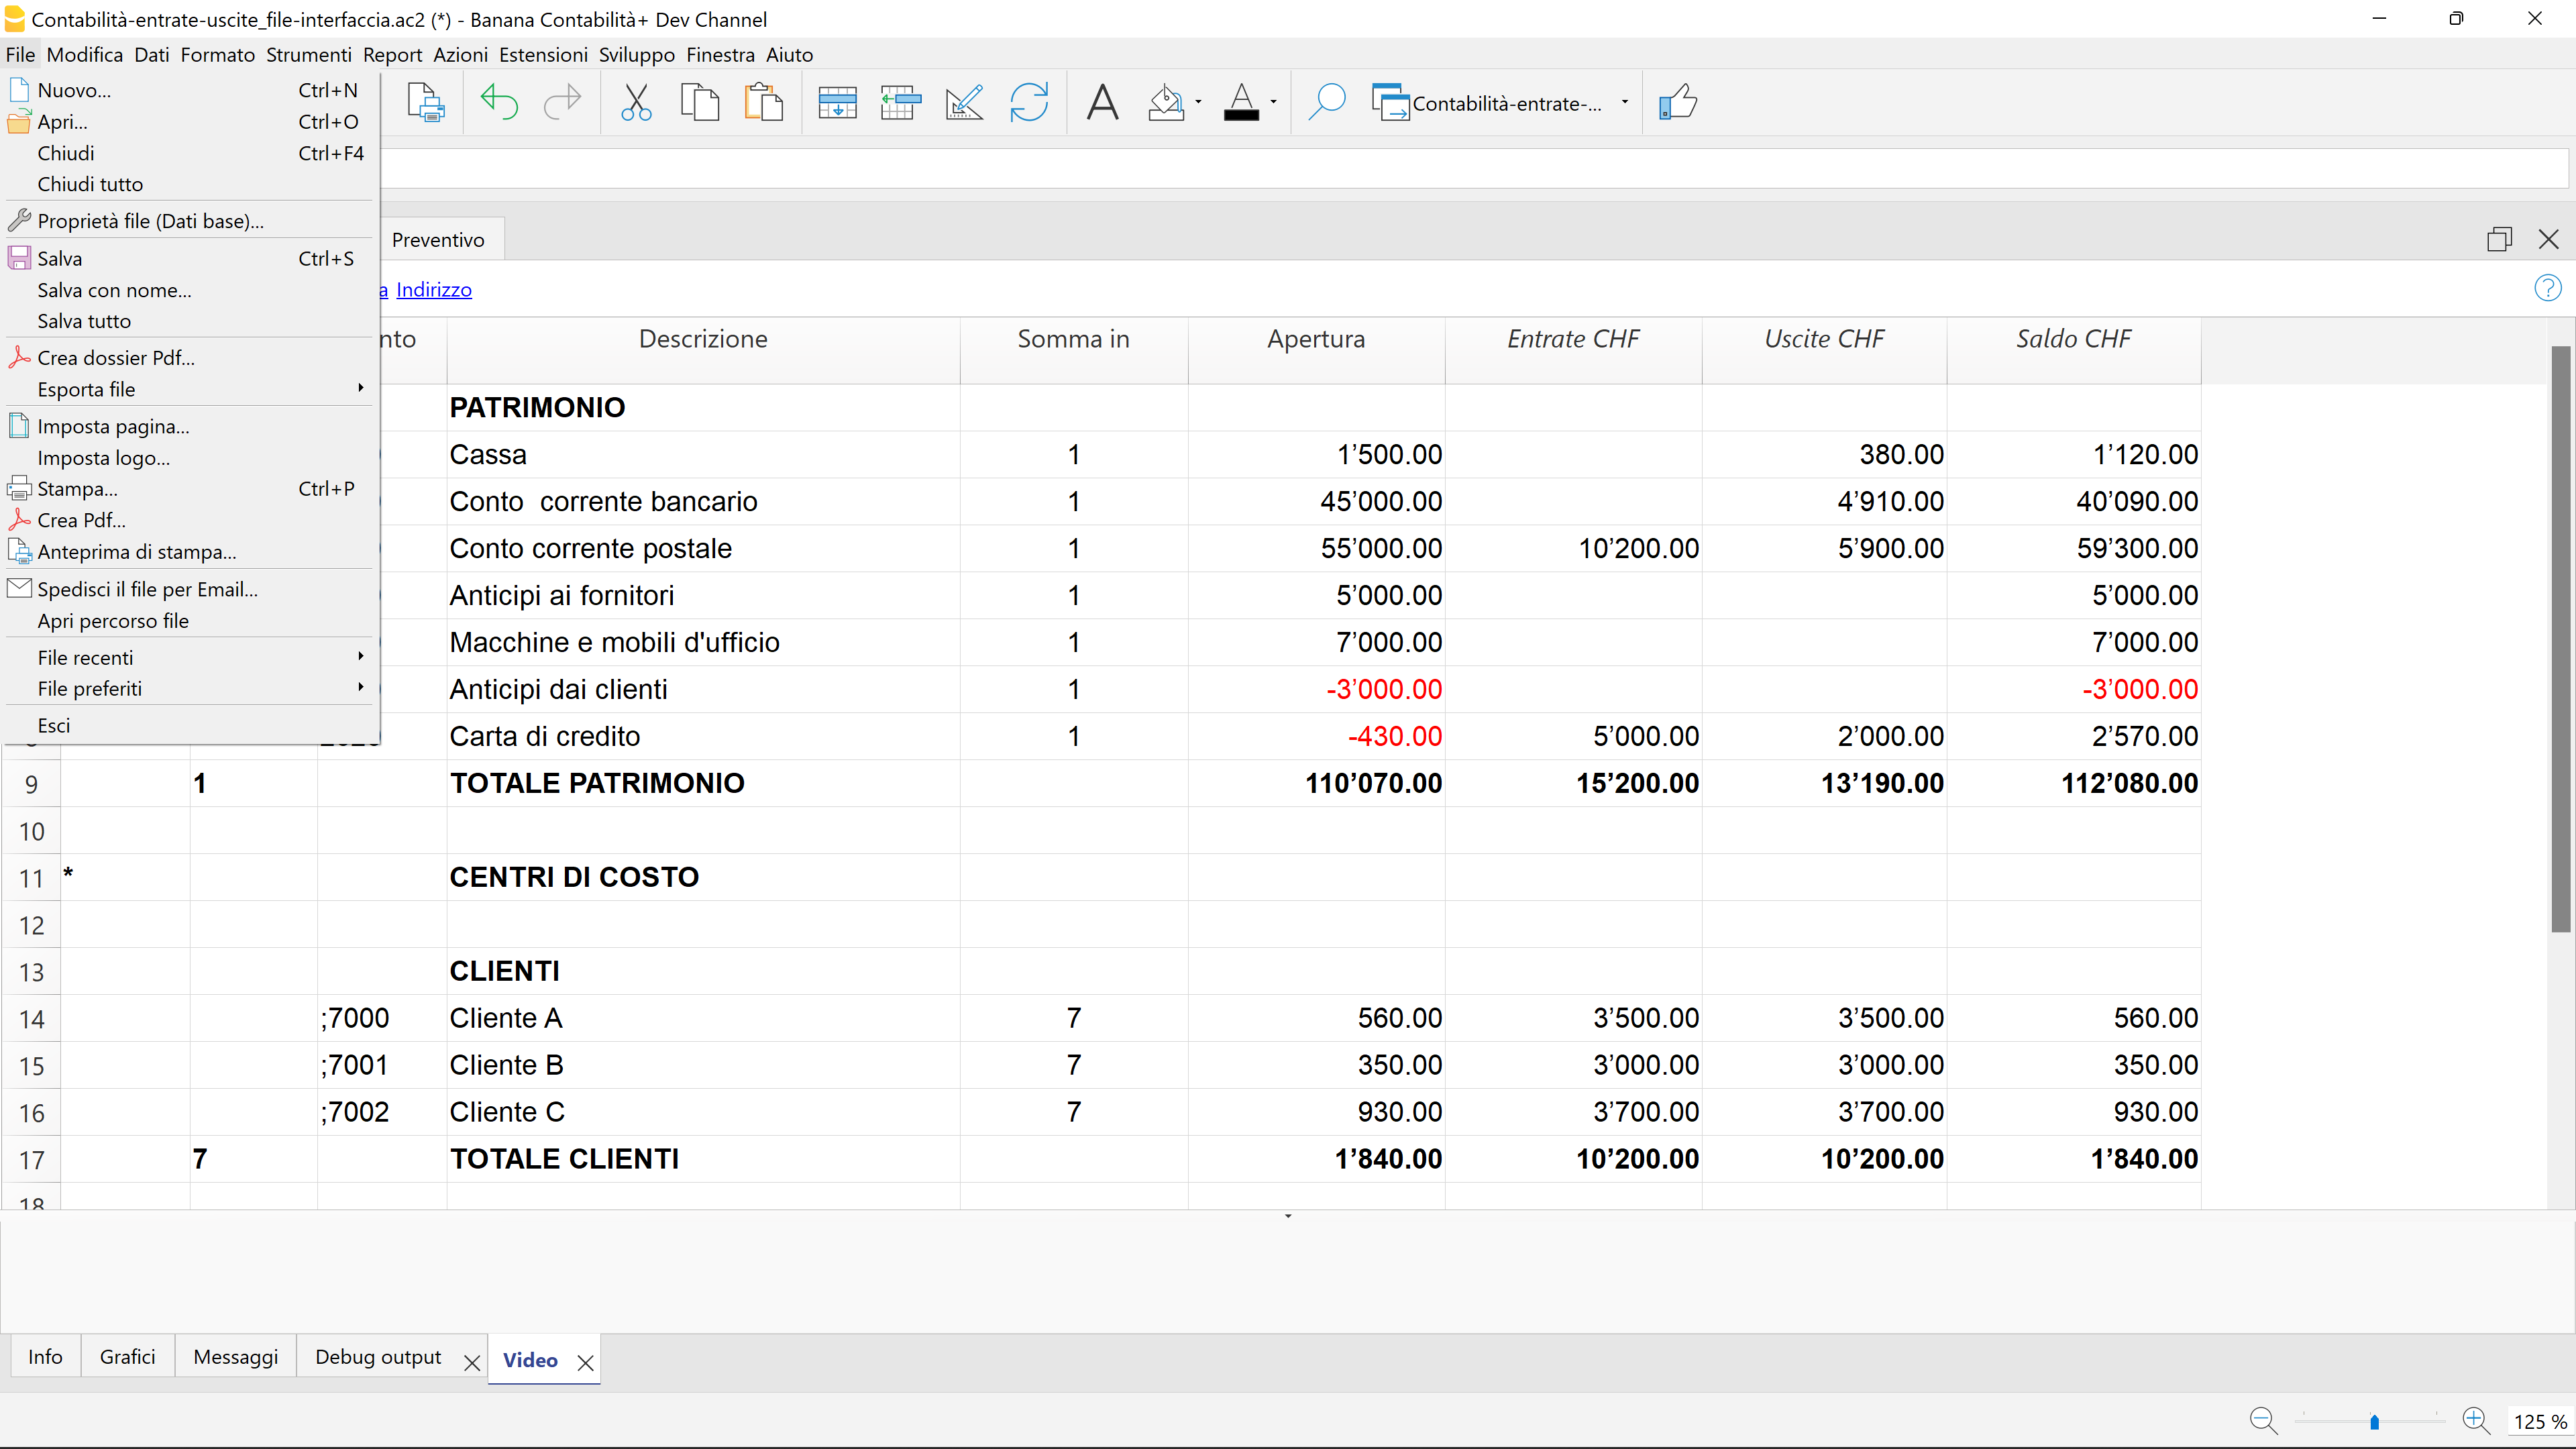 Contabilità-entrate-uscite_file-interfaccia.ac2 (*) - Banana Contabilità+ Dev Channel
File Modifica Dati Formato Strumenti Report Azioni Estensioni Sviluppo Finestra Aiuto
Nuovo... Ctrl+N
Apri... Ctrl+O
Chiudi Ctrl+F4
Chiudi tutto
Proprietà file (Dati base)...
Salva Ctrl+S
Salva con nome...
Salva tutto
Crea dossier Pdf...
Esporta file
Imposta pagina...
Imposta logo...
Stampa... Ctrl+P
Crea Pdf...
Anteprima di stampa...
Spedisci il file per Email...
Apri percorso file
File recenti
File preferiti
Esci
Contabilità-entrate-...
Preventivo
a Indirizzo
nto Descrizione Somma in Apertura Entrate CHF Uscite CHF Saldo CHF
PATRIMONIO
Cassa 1 1’500.00 380.00 1’120.00
Conto  corrente bancario 1 45’000.00 4’910.00 40’090.00
Conto corrente postale 1 55’000.00 10’200.00 5’900.00 59’300.00
Anticipi ai fornitori 1 5’000.00 5’000.00
Macchine e mobili d'ufficio 1 7’000.00 7’000.00
Anticipi dai clienti 1 -3’000.00 -3’000.00
Carta di credito 1 -430.00 5’000.00 2’000.00 2’570.00
9 1 TOTALE PATRIMONIO 110’070.00 15’200.00 13’190.00 112’080.00
10
11 * CENTRI DI COSTO
12
13 CLIENTI
14 ;7000 Cliente A 7 560.00 3’500.00 3’500.00 560.00
15 ;7001 Cliente B 7 350.00 3’000.00 3’000.00 350.00
16 ;7002 Cliente C 7 930.00 3’700.00 3’700.00 930.00
17 7 TOTALE CLIENTI 1’840.00 10’200.00 10’200.00 1’840.00
18
Info Grafici Messaggi Debug output Video
125 %